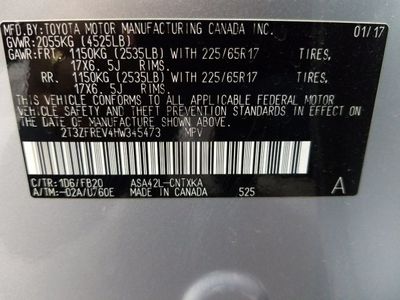 MFD.BY:TOYOTA MOTOR MANUFACTURING CANADA INC. 01/17
GVWR:2055KG (4525LB)
GAWR:FRT. 1150KG (2535LB) WITH 225/65R17 TIRES,
17X6.5J RIMS,
RR. 1150KG (2535LB) WITH 225/65R17 TIRES,
17X6.5J RIMS.
THIS VEHICLE CONFORMS TO ALL APPLICABLE FEDERAL MOTOR
VEHICLE SAFETY AND THEFT PREVENTION STANDARDS IN EFFECT ON
THE DATE OF MANUFACTURE SHOWN ABOVE.
2T3ZFREV4HW345473 MPV
C/TR:1D6/FB20 ASA42L-CNTXKA
A/TM:-02A/U760E MADE IN CANADA 525 A